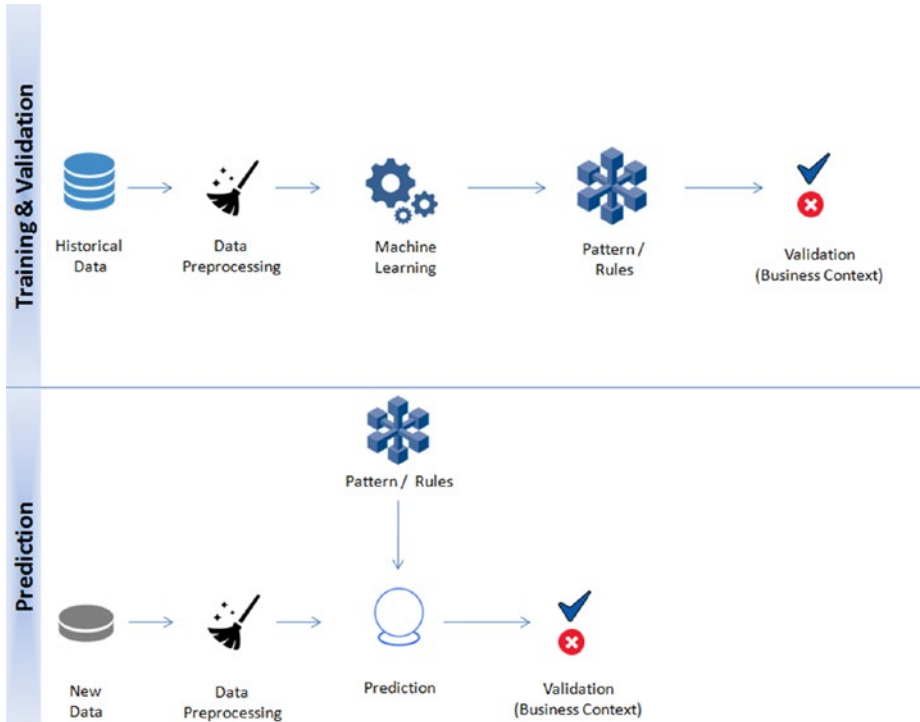 Training & Validation
Historical
Data
Data
Preprocessing
Machine
Learning
Pattern /
Rules
Validation
(Business Context)
Prediction
Pattern / Rules
New
Data
Data
Preprocessing
Prediction
Validation
(Business Context)